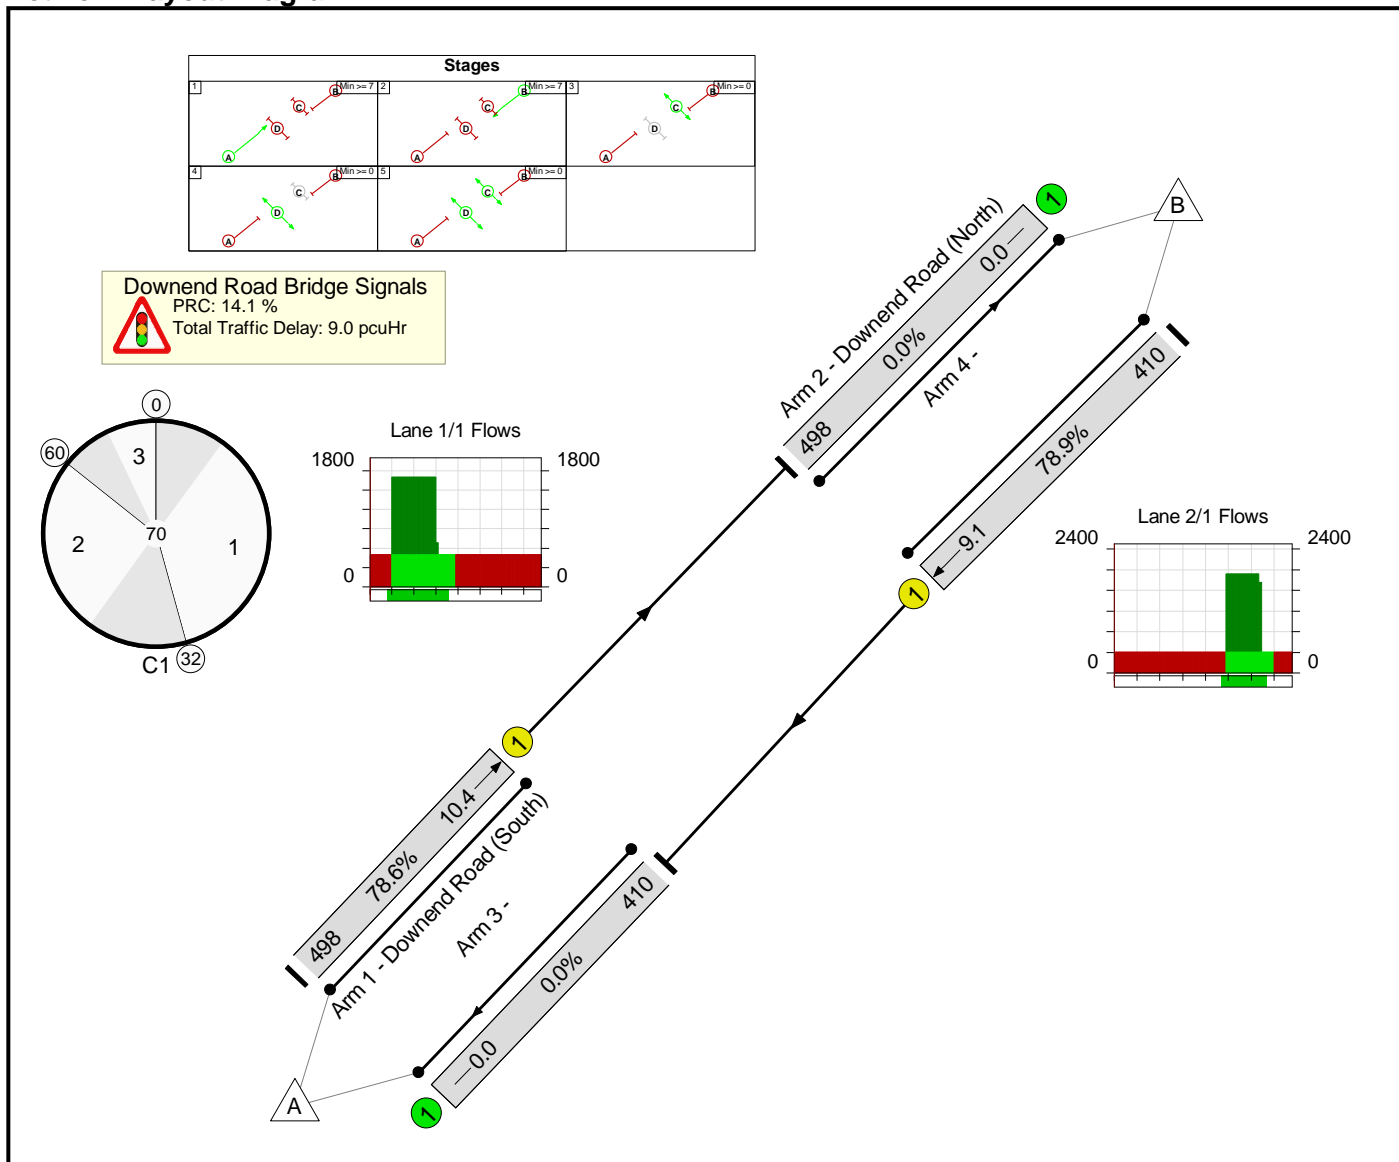 Stages
1
Min >= 7
A
D
C
B
2
Min >= 7
A
D
C
B
3
Min >= 0
A
D
C
B
4
Min >= 0
A
D
C
B
5
Min >= 0
A
D
C
B
Downend Road Bridge Signals
PRC: 14.1 %
Total Traffic Delay: 9.0 pcuHr
0
60
3
70
2
1
C1
32
Lane 1/1 Flows
1800
1800
0
0
1
B
Arm 2 - Downend Road (North)
498
0.0%
0.0
Arm 4 -
410
78.9%
9.1
1
Lane 2/1 Flows
2400
2400
0
0
1
498
78.6%
10.4
Arm 1 - Downend Road (South)
Arm 3 -
410
0.0%
0.0
A
1